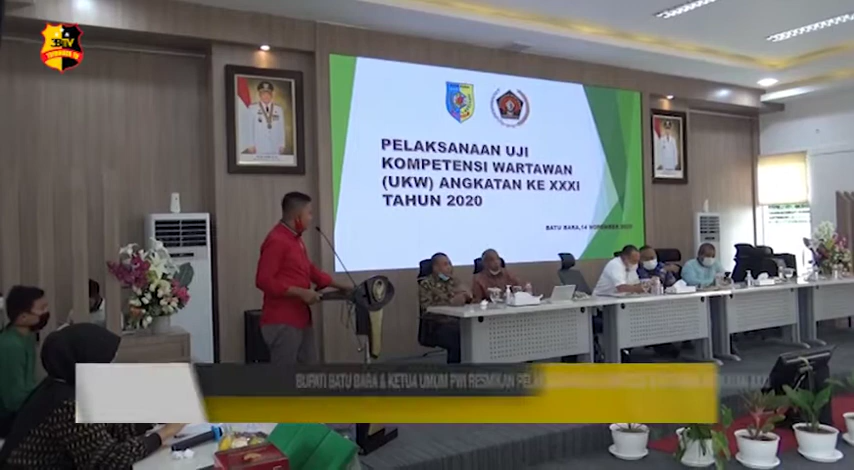 BTV
PELAKSANAAN UJI
KOMPETENSI WARTAWAN
(UKW) ANGKATAN KE XXXI
TAHUN 2020
BATU BARA, 14 NOVEMBER 2020
BUPATI BATU BARA & KETUA UMUM PWI RESMIKAN